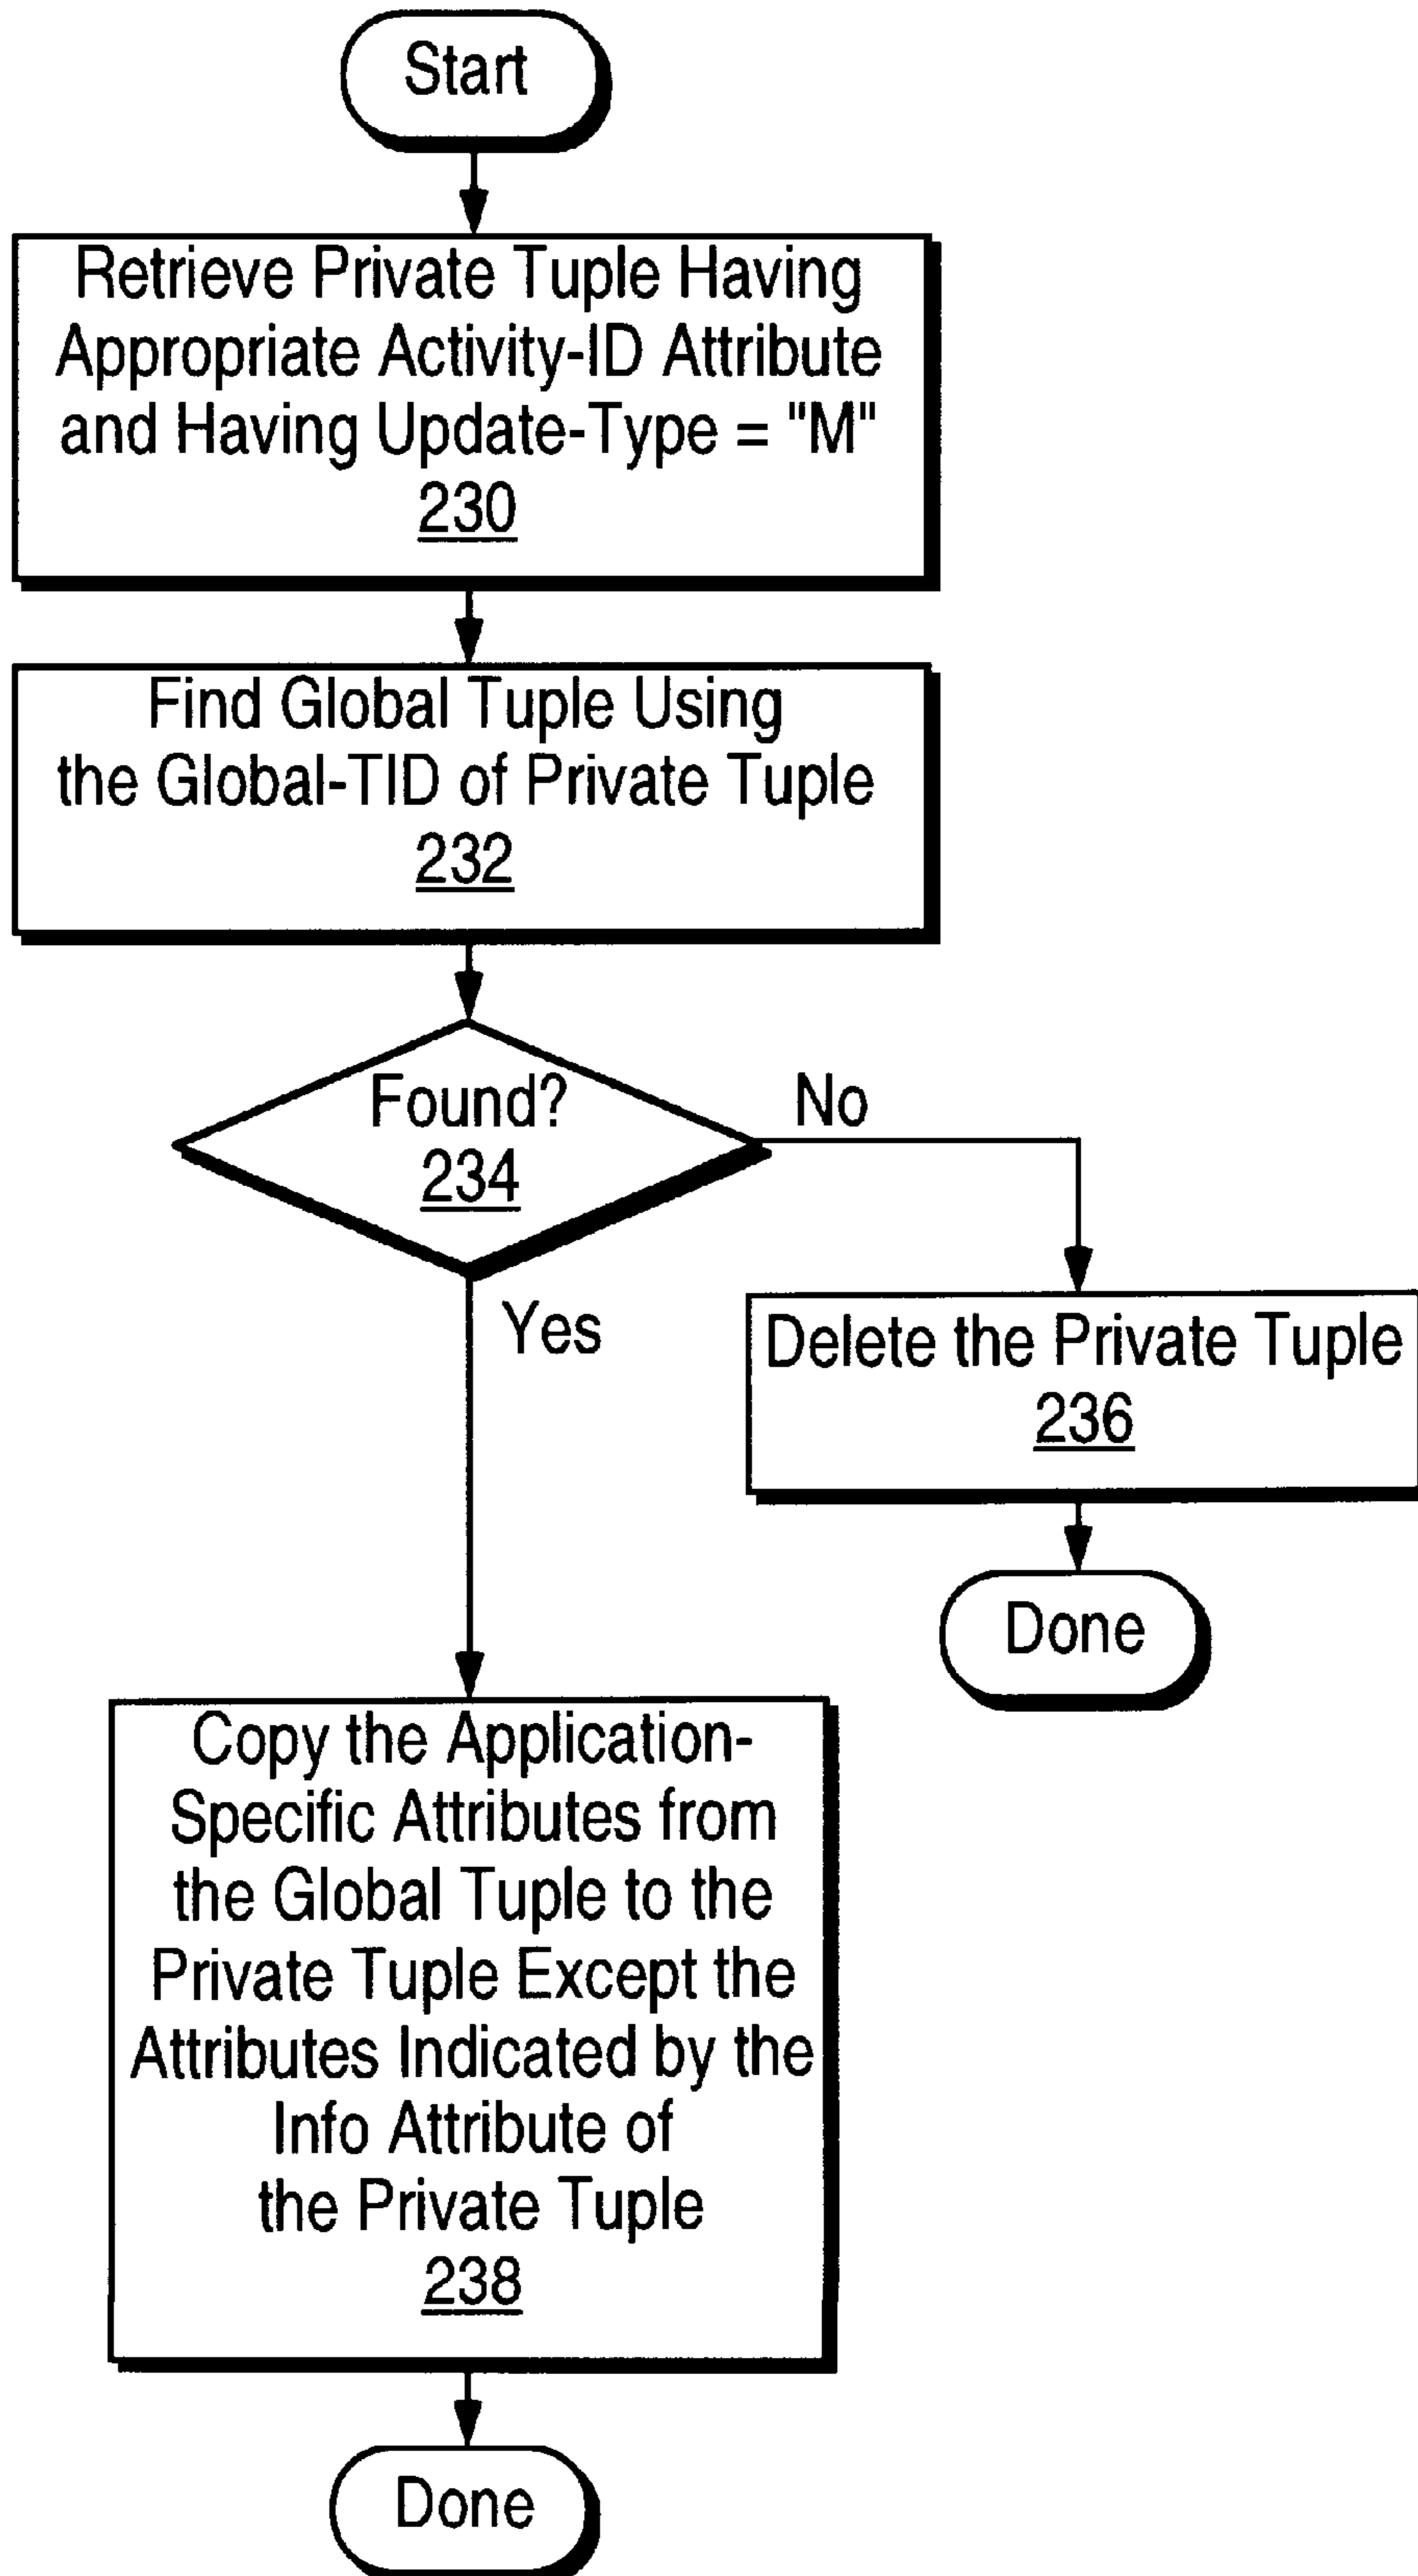 Start
Retrieve Private Tuple Having
Appropriate Activity-ID Attribute
and Having Update-Type = "M"
230
Find Global Tuple Using
the Global-TID of Private Tuple
232
Found?
234
No
Yes
Delete the Private Tuple
236
Done
Copy the Application-
Specific Attributes from
the Global Tuple to the
Private Tuple Except the
Attributes Indicated by the
Info Attribute of
the Private Tuple
238
Done